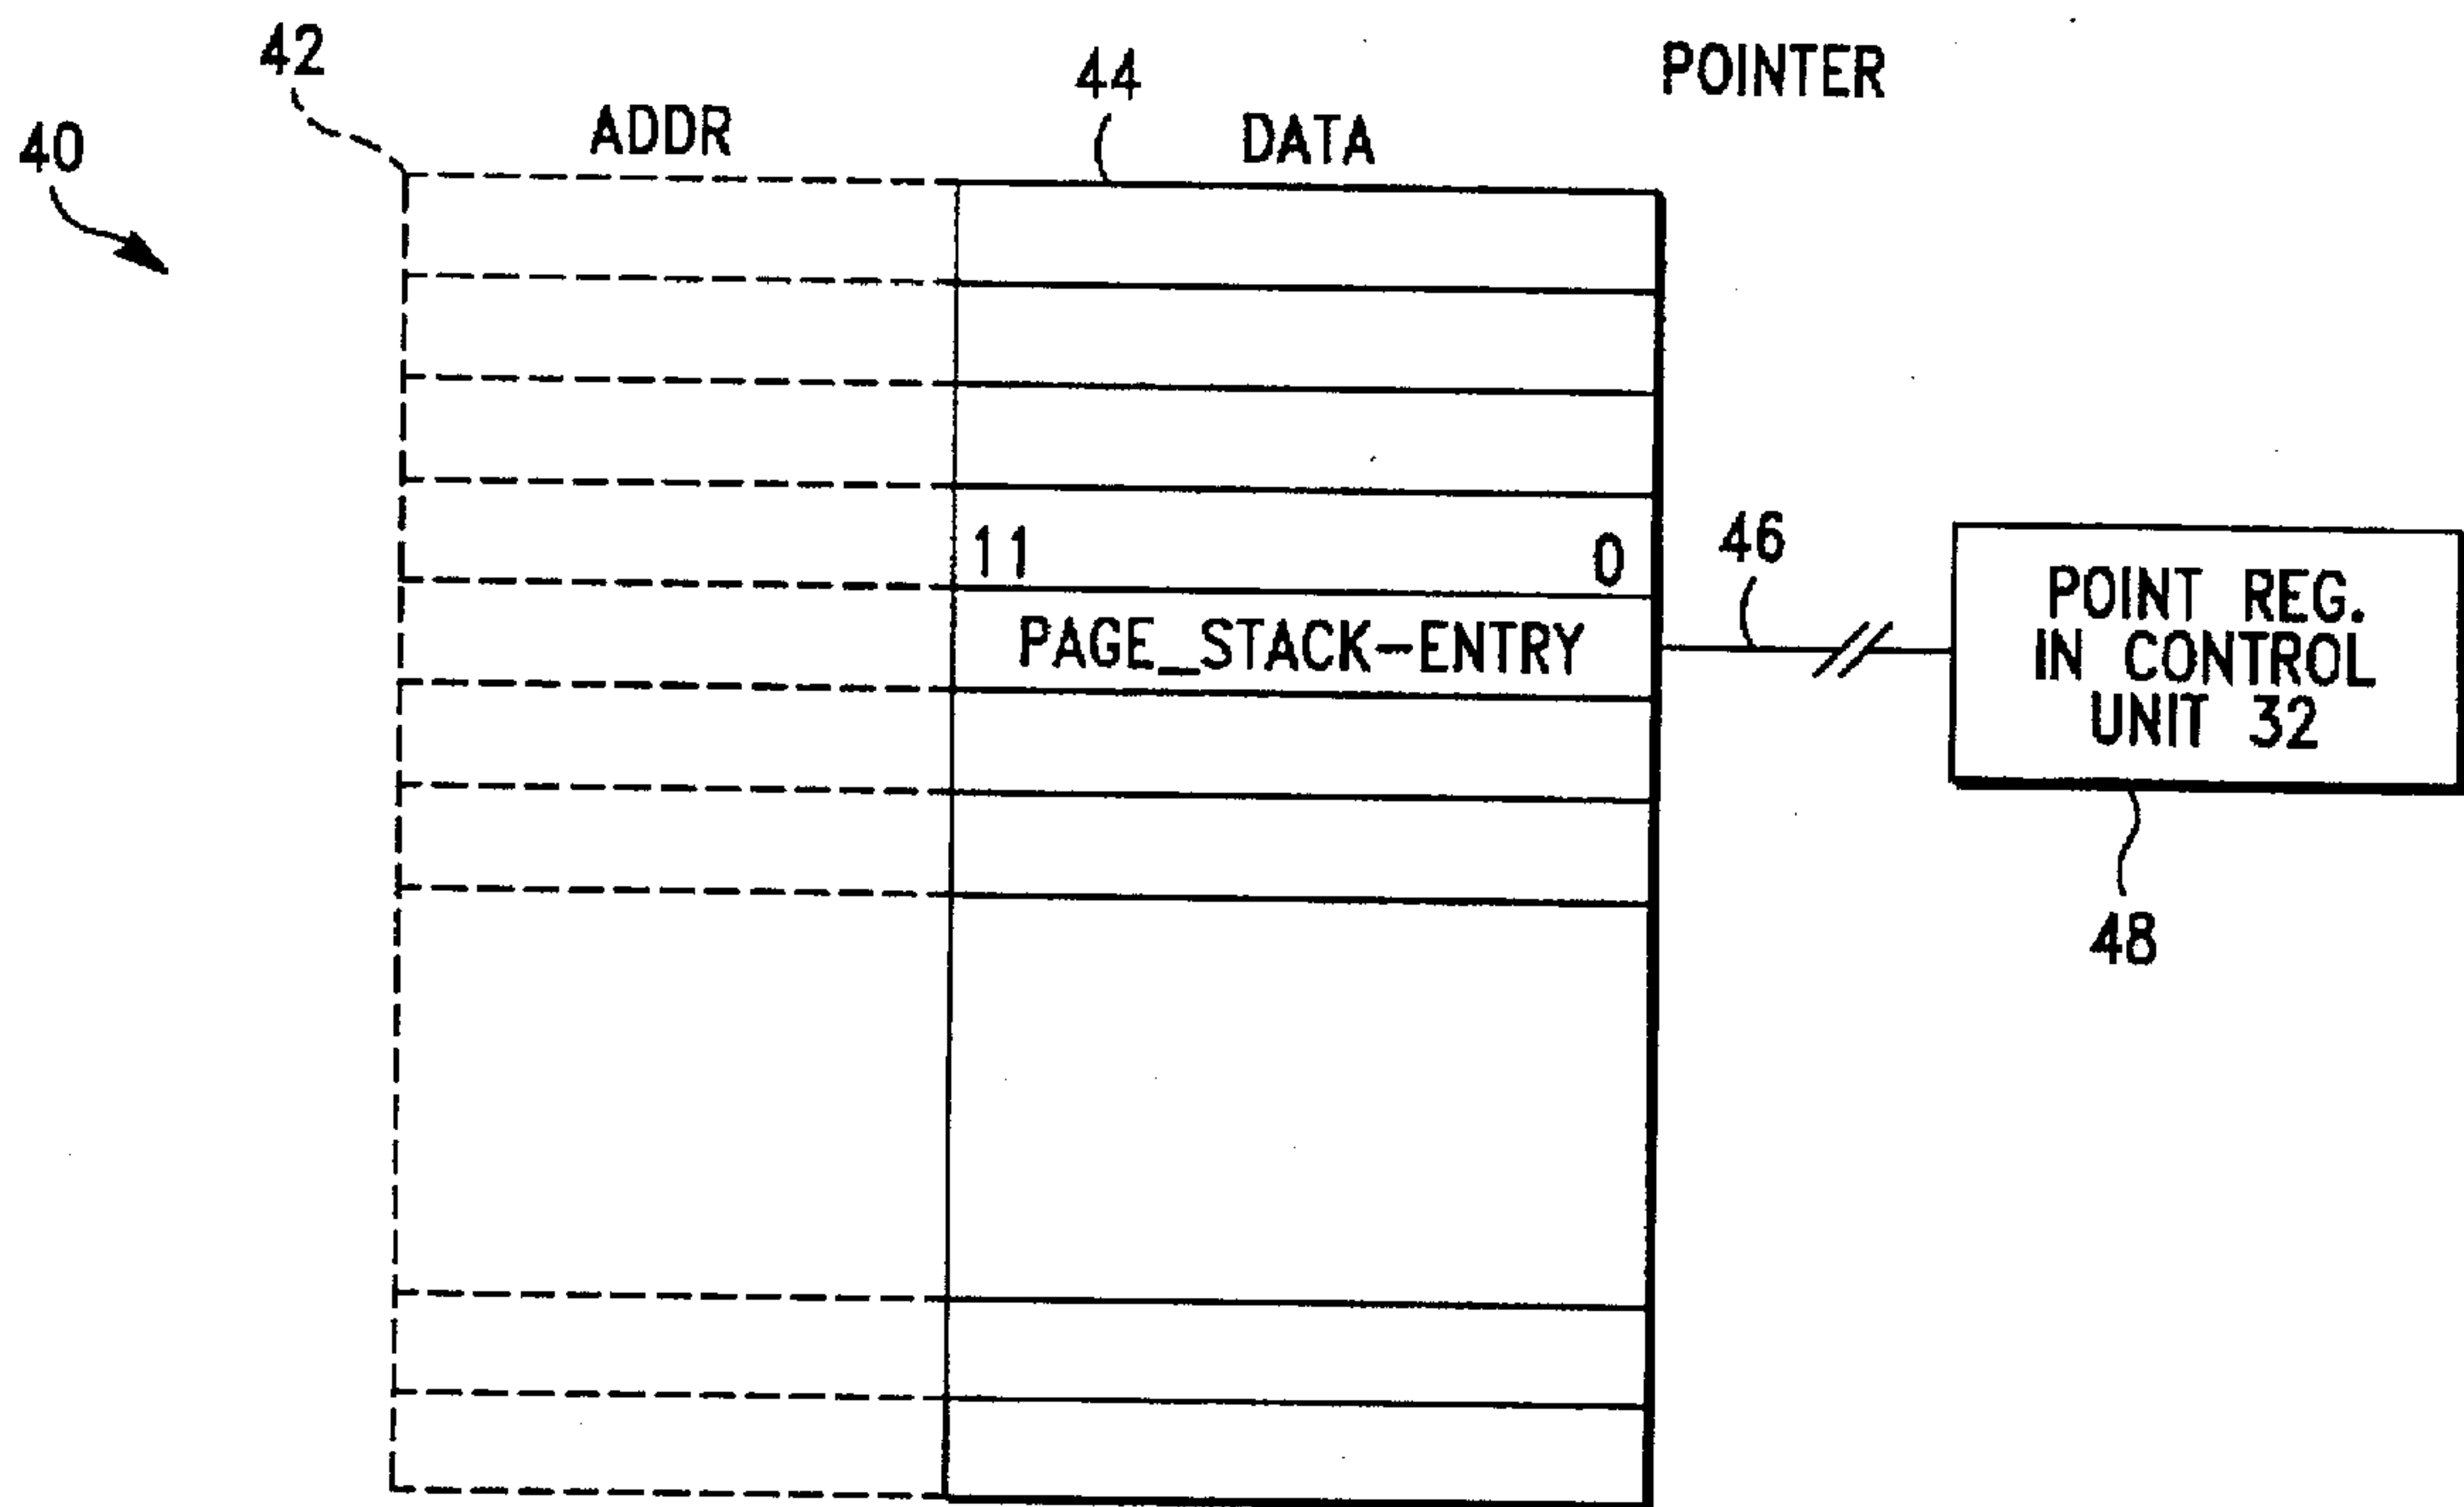 42
44
POINTER
40
ADDR
DATA
11
0
46
PAGE_STACK-ENTRY
POINT REG.
IN CONTROL
UNIT 32
48